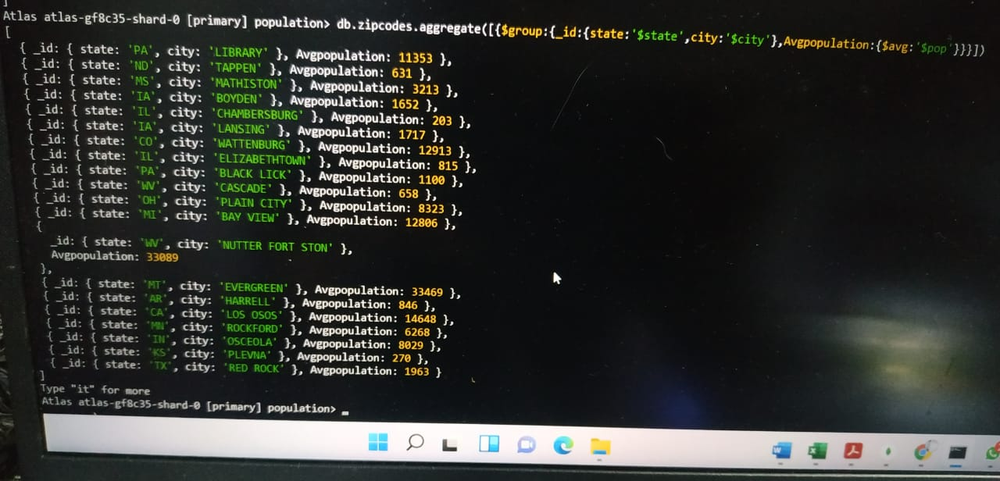 ]
Atlas atlas-gf8c35-shard-0 [primary] population> db.zipcodes.aggregate([{$group:{_id:{state:'$state',city:'$city'},Avgpopulation:{$avg:'$pop'}}}])
[
{ _id: { state: 'PA', city: 'LIBRARY' }, Avgpopulation: 11353 },
{ _id: { state: 'ND', city: 'TAPPEN' }, Avgpopulation: 631 },
{ _id: { state: 'MS', city: 'MATHISTON' }, Avgpopulation: 3213 },
{ _id: { state: 'IA', city: 'BOYDEN' }, Avgpopulation: 1652 },
{ _id: { state: 'IL', city: 'CHAMBERSBURG' }, Avgpopulation: 203 },
{ _id: { state: 'IA', city: 'LANSING' }, Avgpopulation: 1717 },
{ _id: { state: 'CO', city: 'WATTENBURG' }, Avgpopulation: 12913 },
{ _id: { state: 'IL', city: 'ELIZABETHTOWN' }, Avgpopulation: 815 },
{ _id: { state: 'PA', city: 'BLACK LICK' }, Avgpopulation: 1100 },
{ _id: { state: 'WV', city: 'CASCADE' }, Avgpopulation: 658 },
{ _id: { state: 'OH', city: 'PLAIN CITY' }, Avgpopulation: 8323 },
{ _id: { state: 'MI', city: 'BAY VIEW' }, Avgpopulation: 12806 },
{
_id: { state: 'WV', city: 'NUTTER FORT STON' },
Avgpopulation: 33089
},
{ _id: { state: 'MT', city: 'EVERGREEN' }, Avgpopulation: 33469 },
{ _id: { state: 'AR', city: 'HARRELL' }, Avgpopulation: 846 },
{ _id: { state: 'CA', city: 'LOS OSOS' }, Avgpopulation: 14648 },
{ _id: { state: 'MN', city: 'ROCKFORD' }, Avgpopulation: 6268 },
{ _id: { state: 'IN', city: 'OSCEOLA' }, Avgpopulation: 8029 },
{ _id: { state: 'KS', city: 'PLEVNA' }, Avgpopulation: 270 },
{ _id: { state: 'TX', city: 'RED ROCK' }, Avgpopulation: 1963 }
]
Type "it" for more
Atlas atlas-gf8c35-shard-0 [primary] population>